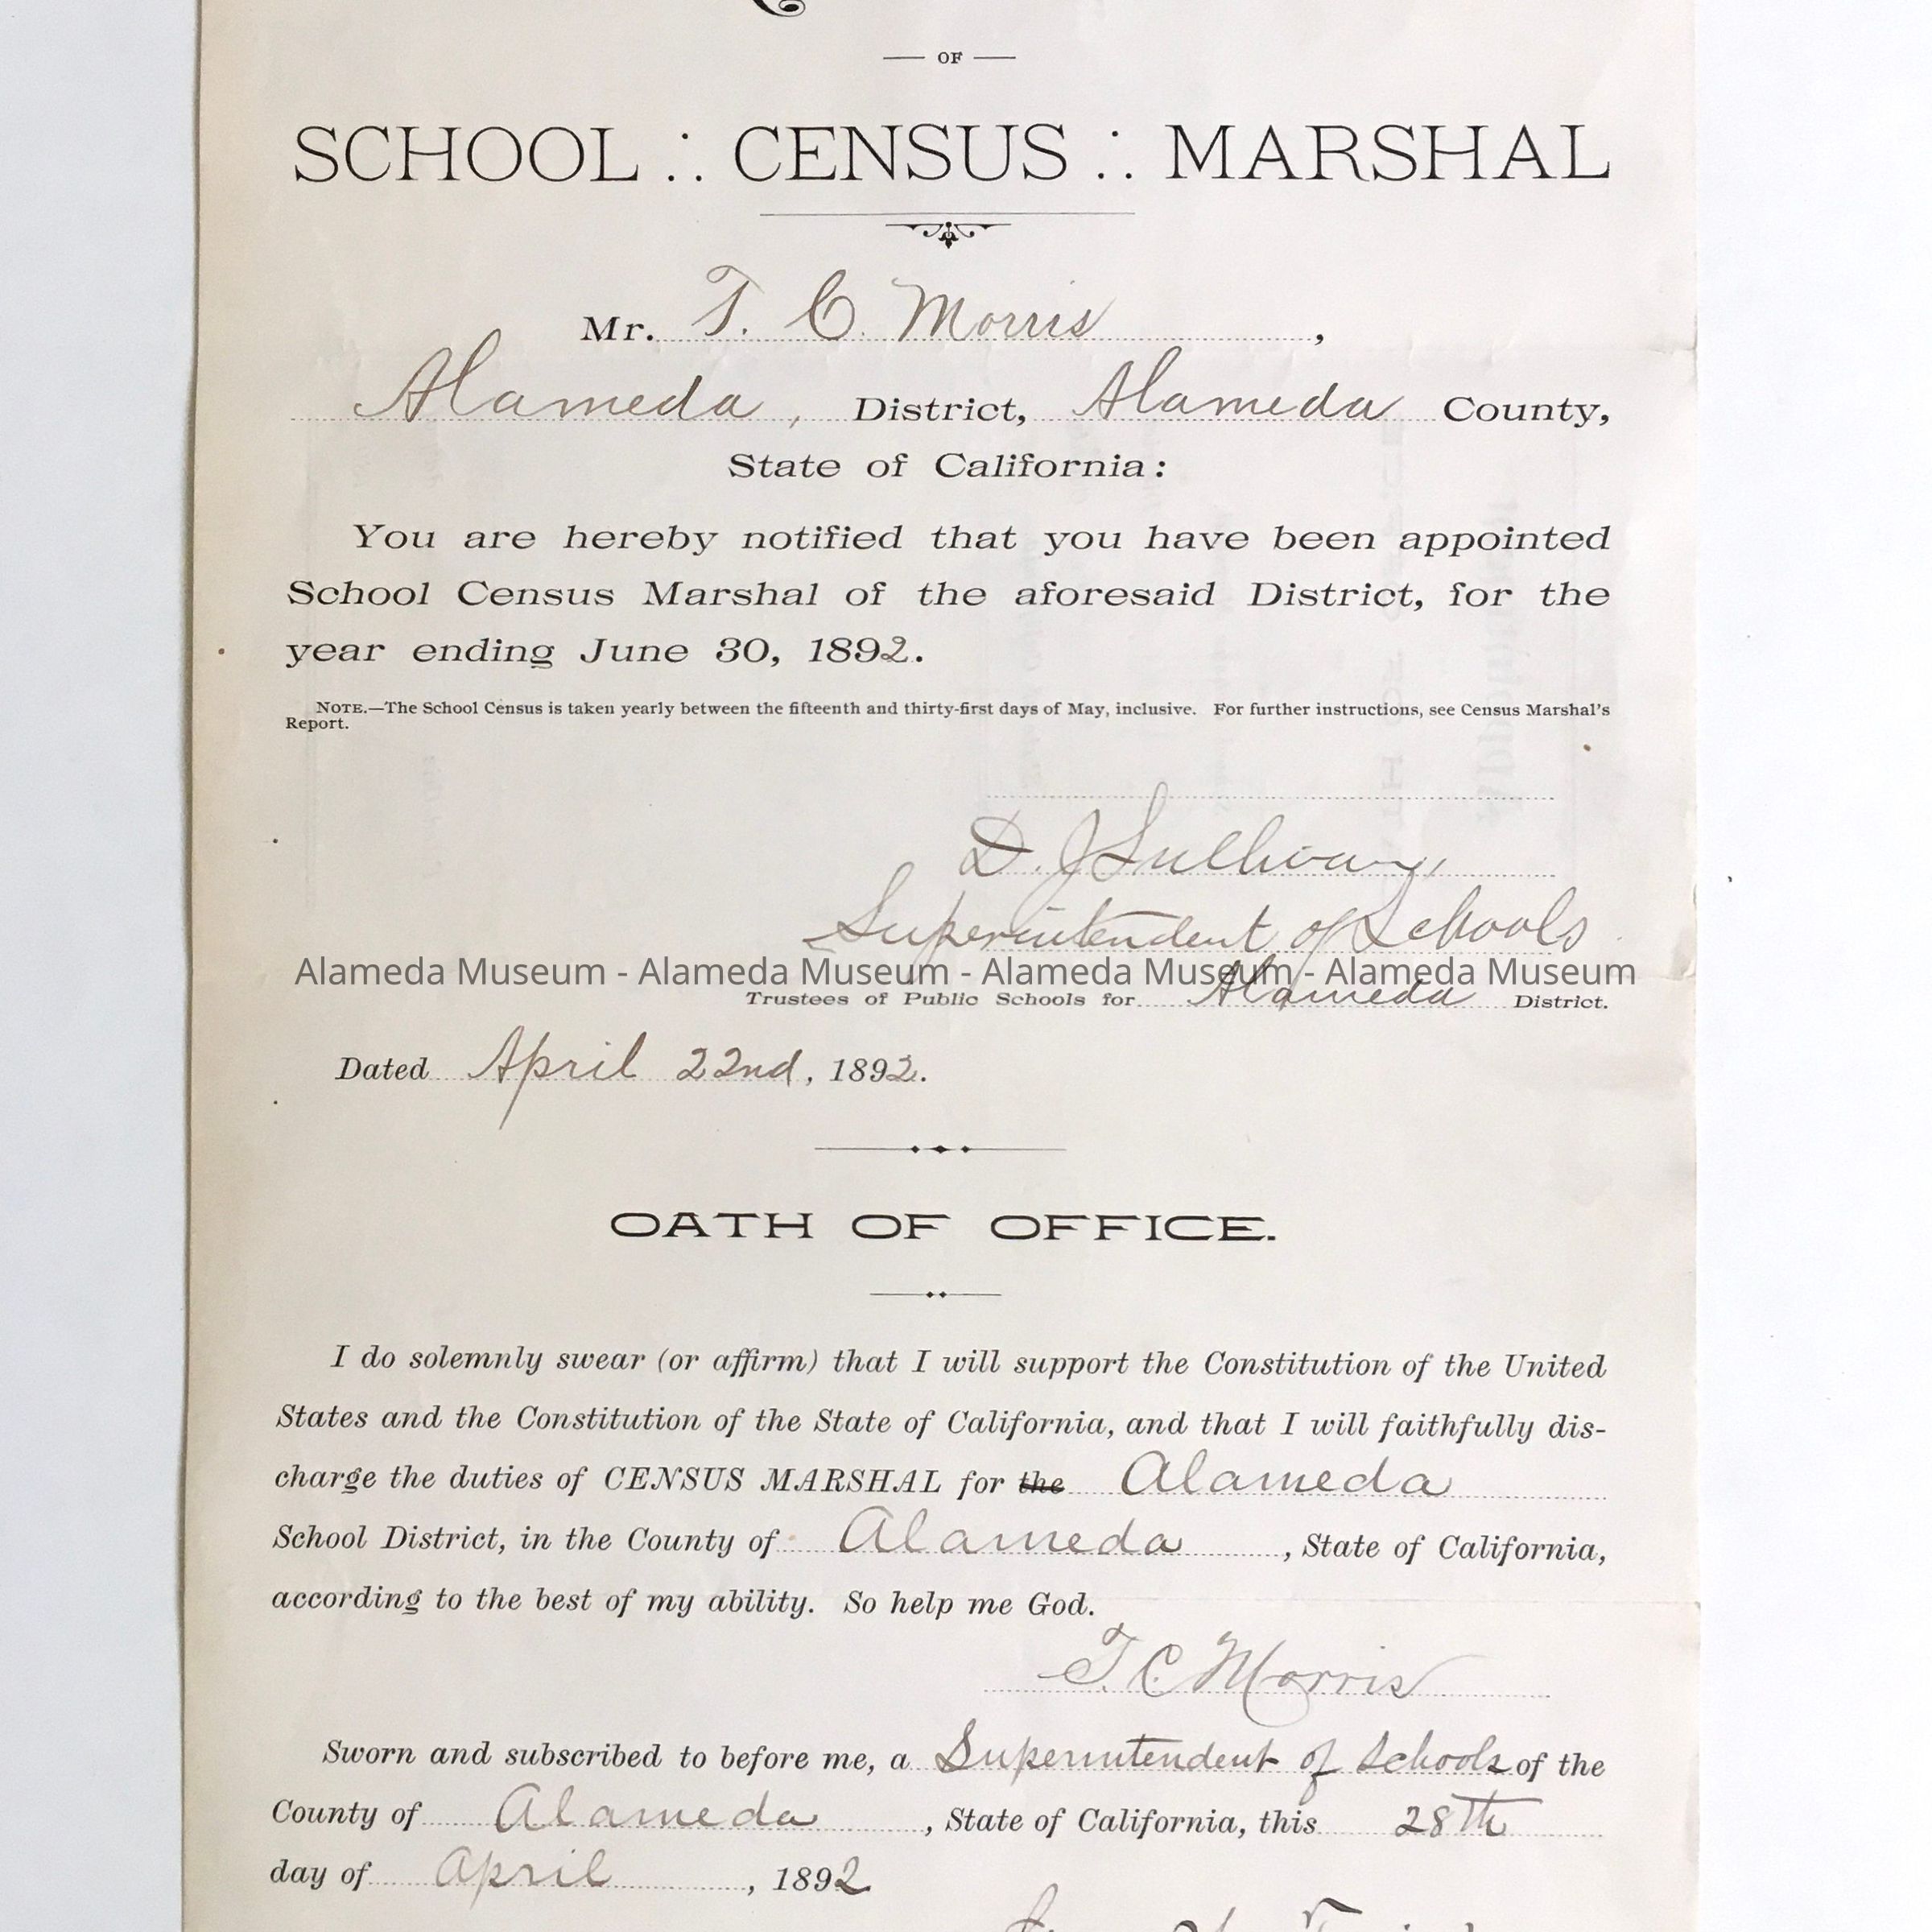 — OF —
SCHOOL ∴ CENSUS ∴ MARSHAL
Mr. T. C. Morris,
Alameda, District, Alameda County,
State of California:
You are hereby notified that you have been appointed
School Census Marshal of the aforesaid District, for the
year ending June 30, 1892.
NOTE.—The School Census is taken yearly between the fifteenth and thirty-first days of May, inclusive. For further instructions, see Census Marshal's
Report.
D. J. Sullivan,
Superintendent of Schools
Alameda Museum - Alameda Museum - Alameda Museum - Alameda Museum
Trustees of Public Schools for Alameda District.
Dated April 22nd, 1892.
OATH OF OFFICE.
I do solemnly swear (or affirm) that I will support the Constitution of the United
States and the Constitution of the State of California, and that I will faithfully dis-
charge the duties of CENSUS MARSHAL for the Alameda
School District, in the County of Alameda, State of California,
according to the best of my ability. So help me God.
T. C. Morris
Sworn and subscribed to before me, a Superintendent of Schools of the
County of Alameda, State of California, this 28th
day of April, 1892